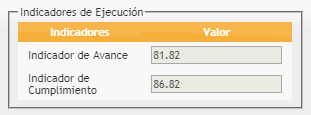 Indicadores de Ejecución
Indicadores Valor
Indicador de Avance 81.82
Indicador de
Cumplimiento 86.82